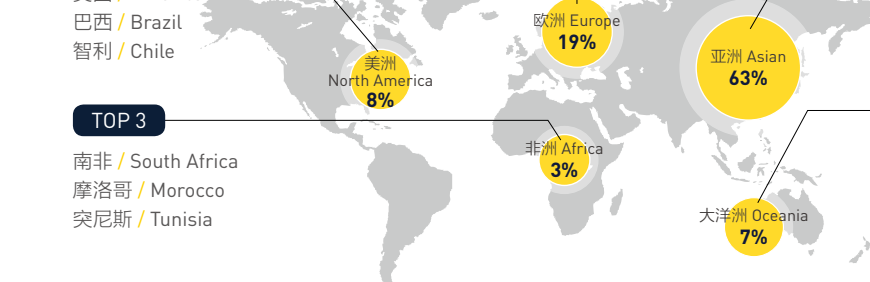 巴西 / Brazil
智利 / Chile
TOP 3
南非 / South Africa
摩洛哥 / Morocco
突尼斯 / Tunisia
美洲
North America
8%
欧洲 Europe
19%
亚洲 Asian
63%
非洲 Africa
3%
大洋洲 Oceania
7%